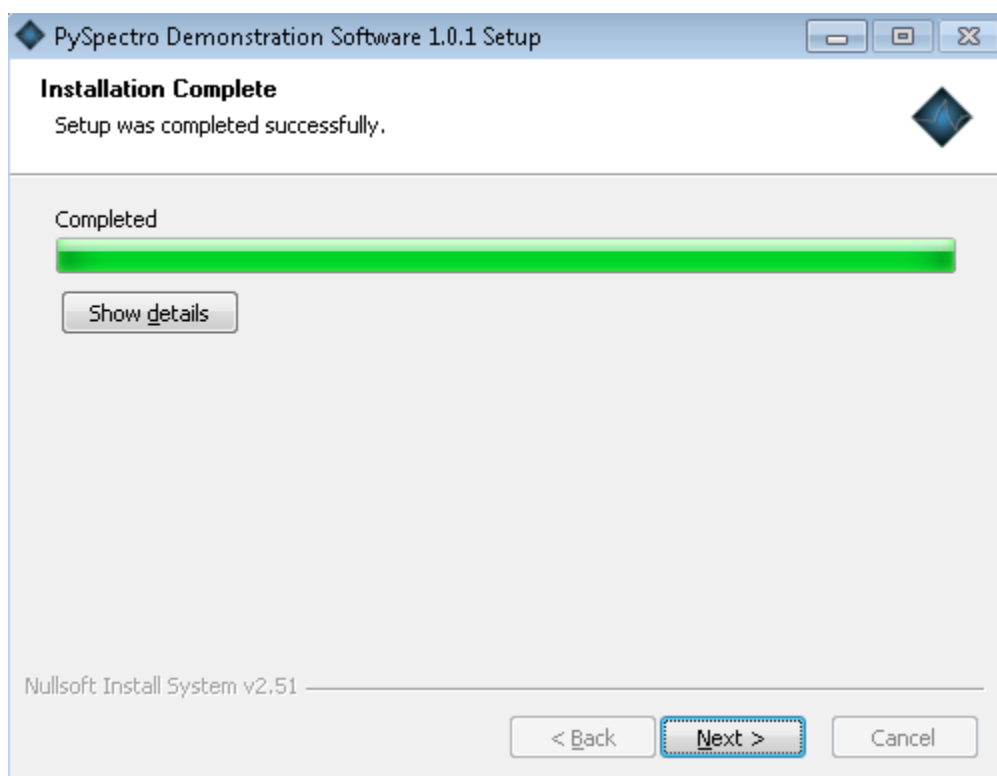 PySpectro Demonstration Software 1.0.1 Setup
Installation Complete
Setup was completed successfully.
Completed
Show details
Nullsoft Install System v2.51
< Back Next > Cancel